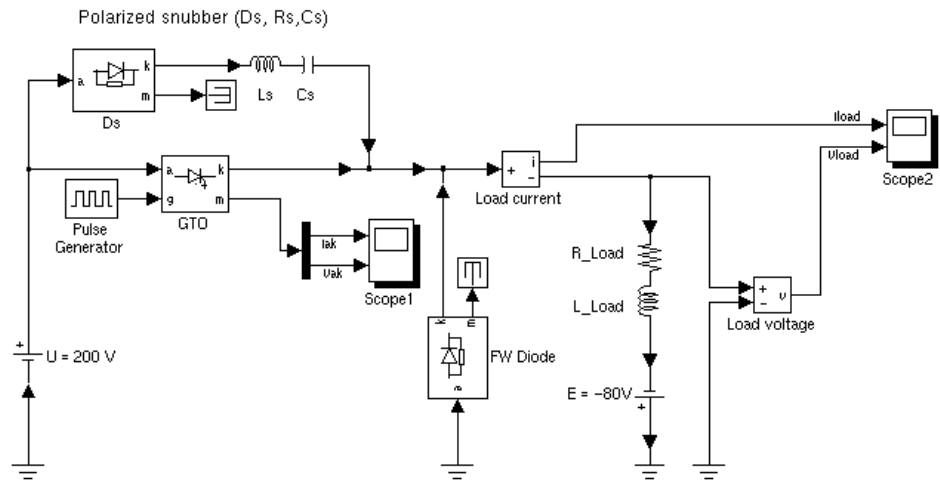 Polarized snubber (Ds, Rs,Cs)
a
k
m
Ds
Ls
Cs
Iload
Vload
Scope2
a
k
g
m
GTO
Pulse
Generator
+
i
-
Load current
Iak
Vak
Scope1
R_Load
L_Load
+
-
v
Load voltage
k
m
a
FW Diode
+
U = 200 V
E = -80V
+